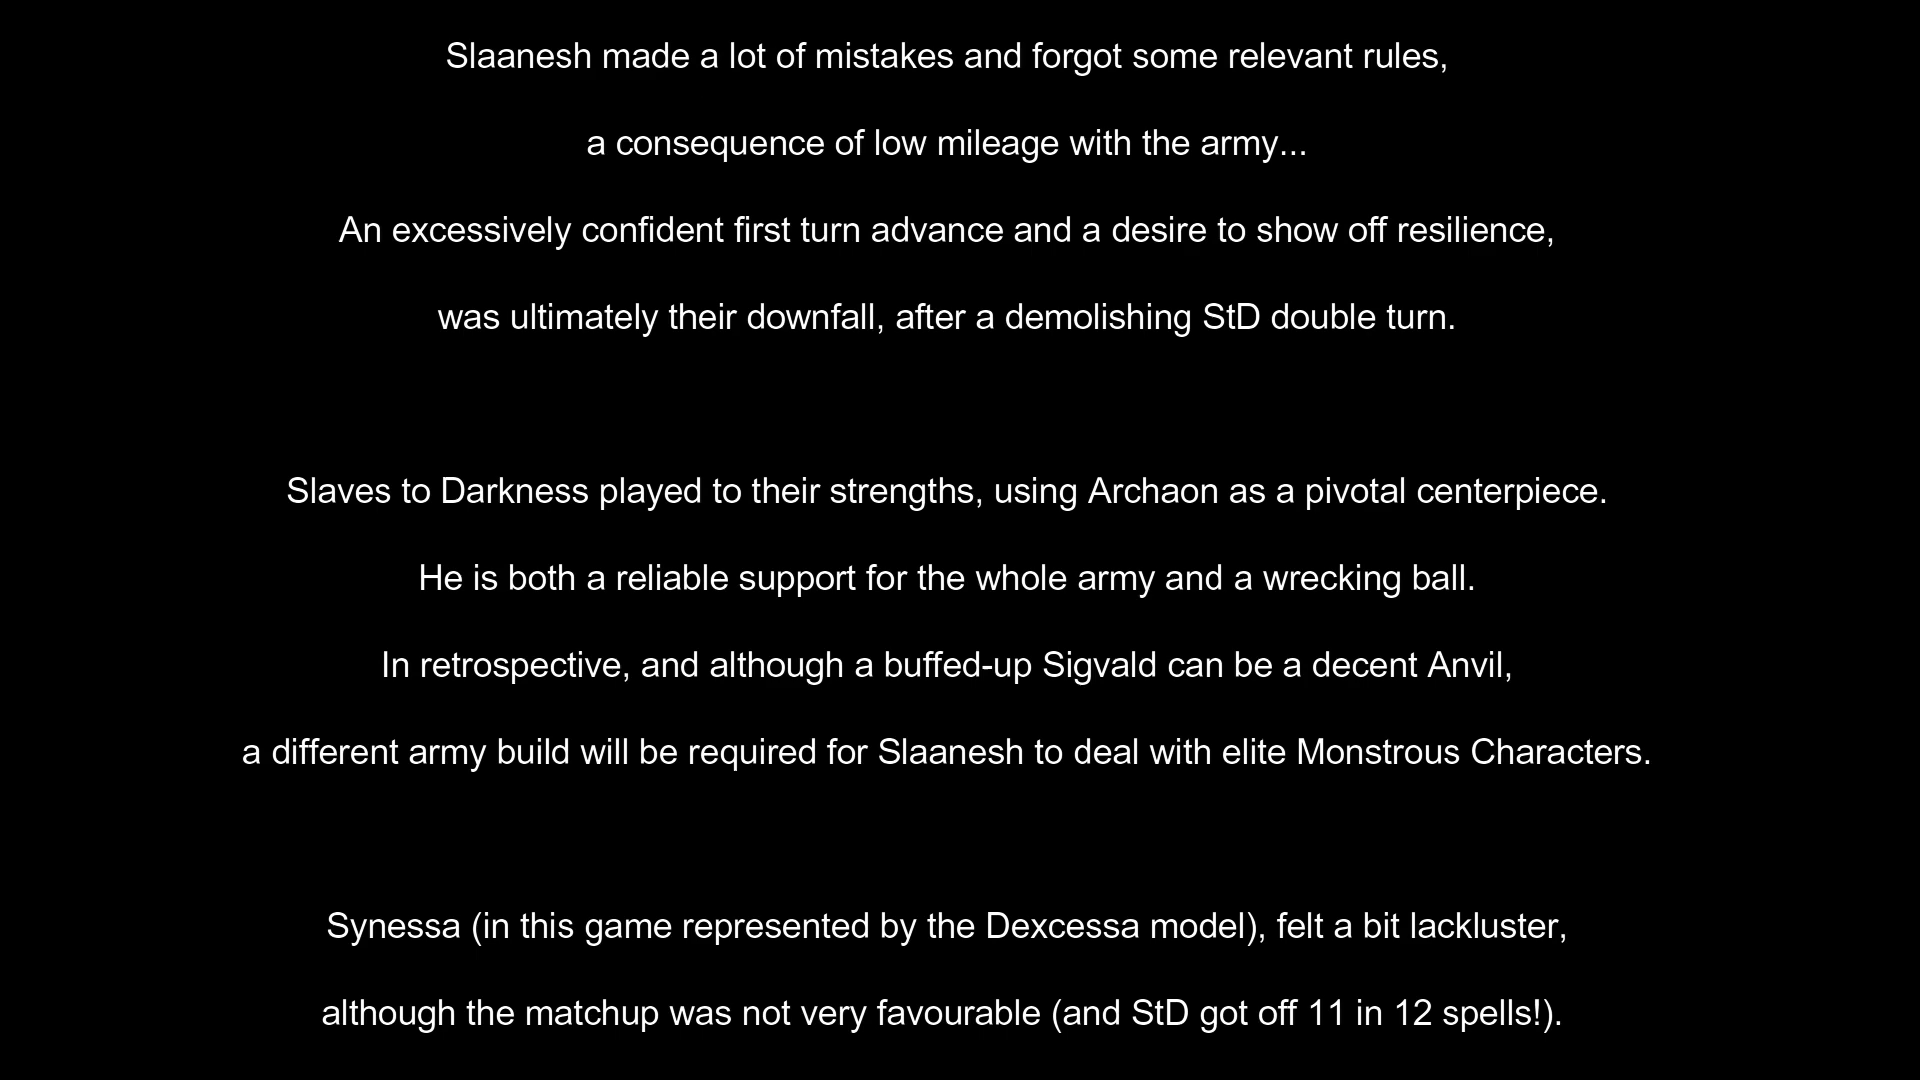 Slaanesh made a lot of mistakes and forgot some relevant rules,
a consequence of low mileage with the army...
An excessively confident first turn advance and a desire to show off resilience,
was ultimately their downfall, after a demolishing StD double turn.
Slaves to Darkness played to their strengths, using Archaon as a pivotal centerpiece.
He is both a reliable support for the whole army and a wrecking ball.
In retrospective, and although a buffed-up Sigvald can be a decent Anvil,
a different army build will be required for Slaanesh to deal with elite Monstrous Characters.
Synessa (in this game represented by the Dexcessa model), felt a bit lackluster,
although the matchup was not very favourable (and StD got off 11 in 12 spells!).